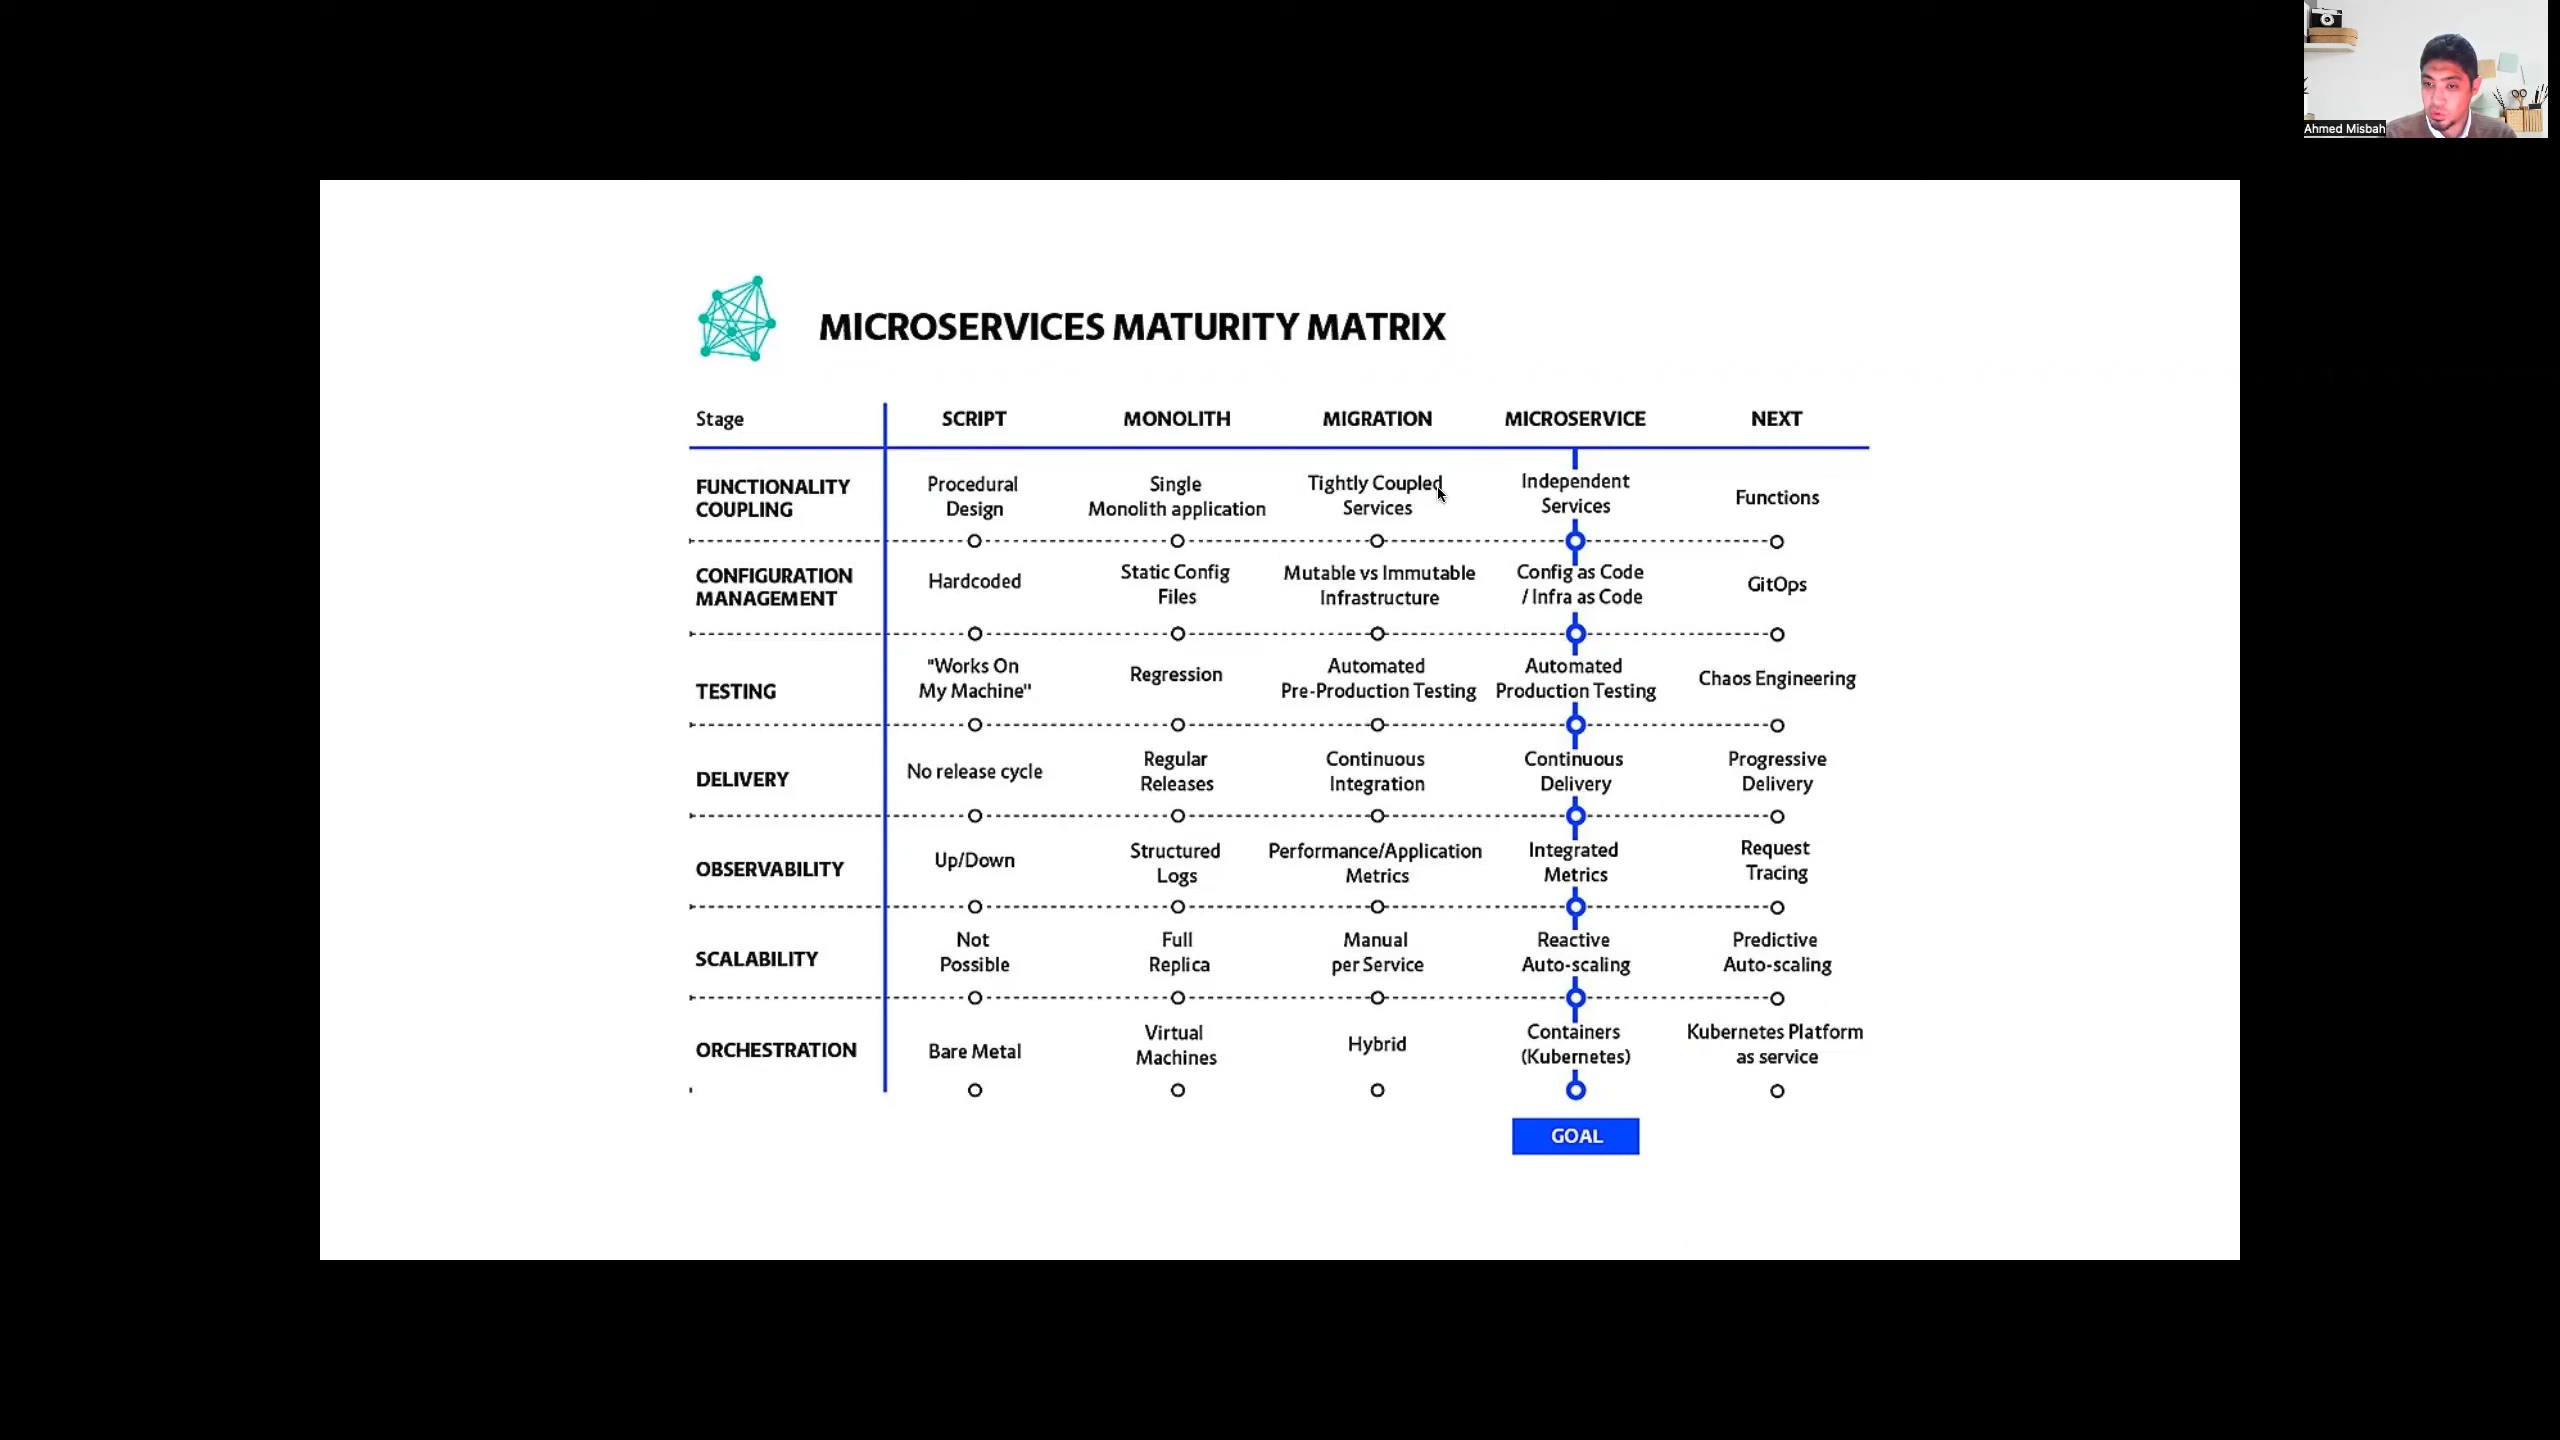 Ahmed Misbah
MICROSERVICES MATURITY MATRIX
Stage
SCRIPT
MONOLITH
MIGRATION
MICROSERVICE
NEXT
FUNCTIONALITY
COUPLING
Procedural
Design
Single
Monolith application
Tightly Coupled
Services
Independent
Services
Functions
CONFIGURATION
MANAGEMENT
Hardcoded
Static Config
Files
Mutable vs Immutable
Infrastructure
Config as Code
/ Infra as Code
GitOps
TESTING
"Works On
My Machine"
Regression
Automated
Pre-Production Testing
Automated
Production Testing
Chaos Engineering
DELIVERY
No release cycle
Regular
Releases
Continuous
Integration
Continuous
Delivery
Progressive
Delivery
OBSERVABILITY
Up/Down
Structured
Logs
Performance/Application
Metrics
Integrated
Metrics
Request
Tracing
SCALABILITY
Not
Possible
Full
Replica
Manual
per Service
Reactive
Auto-scaling
Predictive
Auto-scaling
ORCHESTRATION
Bare Metal
Virtual
Machines
Hybrid
Containers
(Kubernetes)
Kubernetes Platform
as service
GOAL